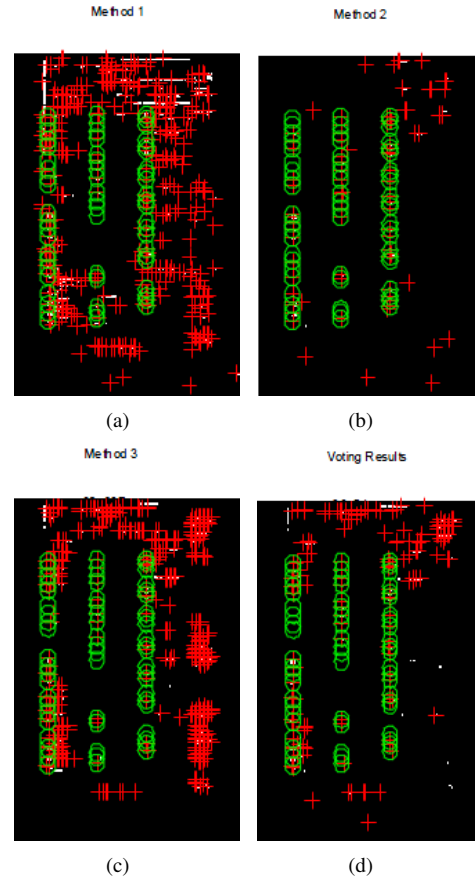 Method 1
Method 2
(a)
(b)
Method 3
Voting Results
(c)
(d)